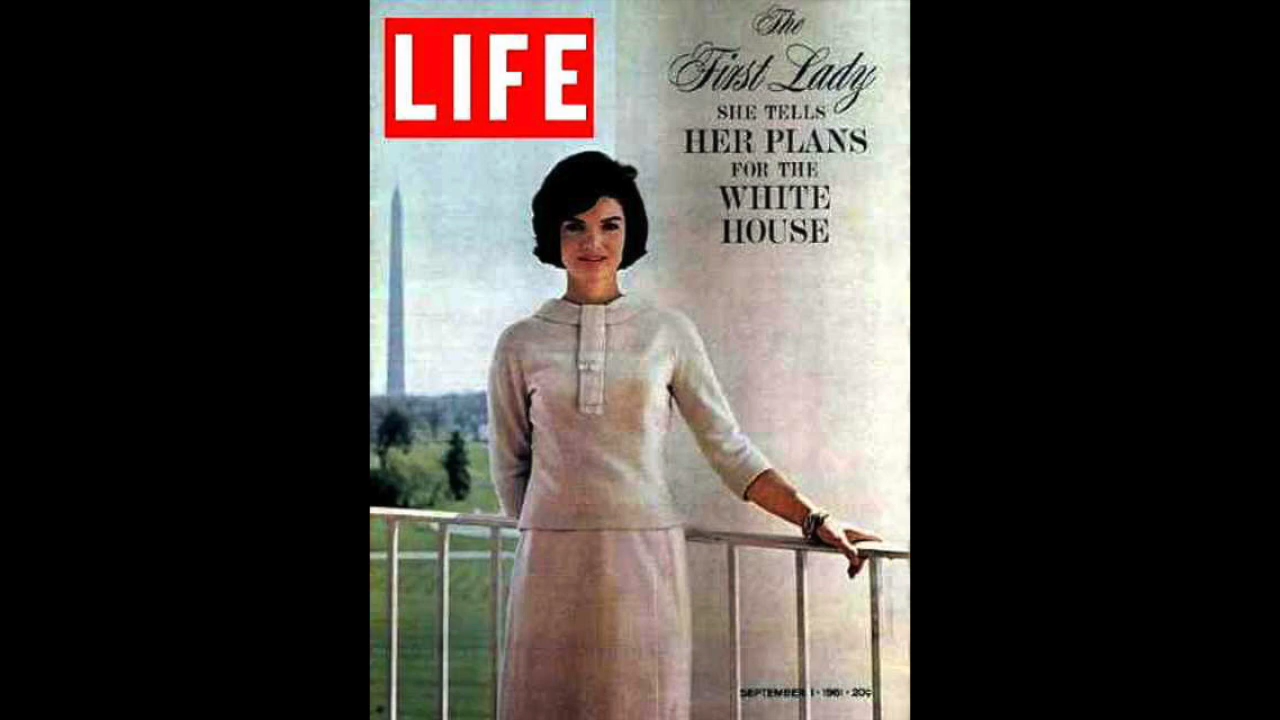 LIFE
The
First Lady
SHE TELLS
HER PLANS
FOR THE
WHITE
HOUSE
SEPTEMBER 1 · 1961 · 20¢